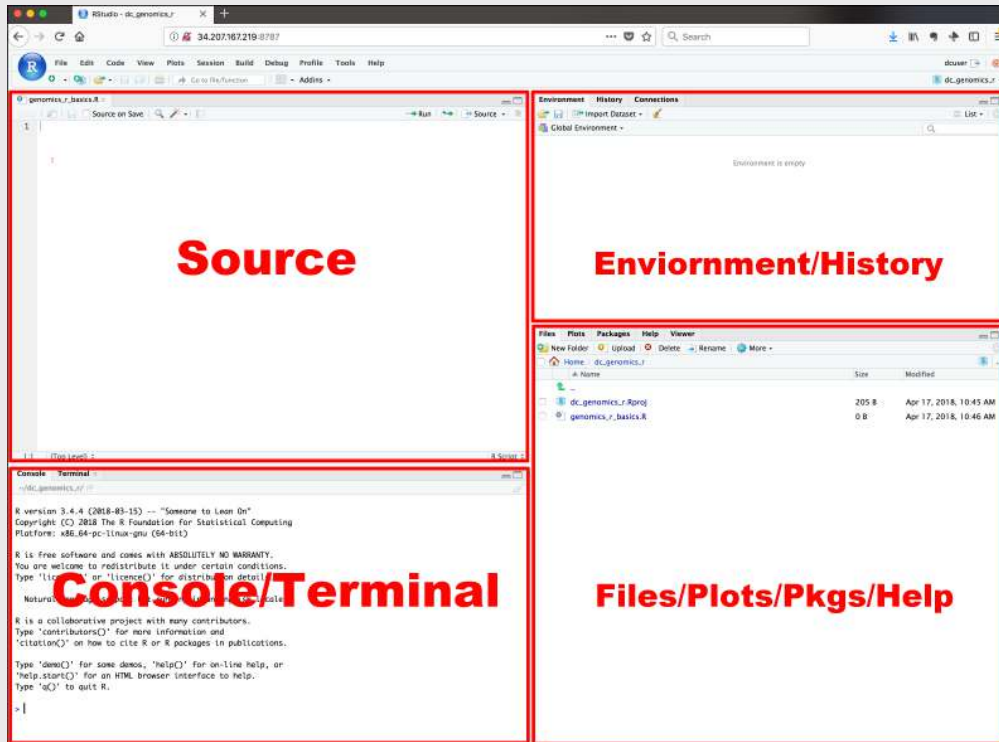 RStudio - dc_genomics_r
34.207.167.219:8787
Search
File Edit Code View Plots Session Build Debug Profile Tools Help
dcuser
Go to file/function
Addins
dc_genomics_r
genomics_r_basics.R
Source on Save
Run
Source
1
Source
1:1 (Top Level)
R Script
Environment History Connections
Import Dataset
List
Global Environment
Environment is empty
Enviornment/History
Console Terminal
~/dc_genomics_r/
R version 3.4.4 (2018-03-15) -- "Someone to Lean On"
Copyright (C) 2018 The R Foundation for Statistical Computing
Platform: x86_64-pc-linux-gnu (64-bit)
R is free software and comes with ABSOLUTELY NO WARRANTY.
You are welcome to redistribute it under certain conditions.
Type 'lic or 'licence()' for distribution detail
Natural
Console/Terminal
R is a collaborative project with many contributors.
Type 'contributors()' for more information and
'citation()' on how to cite R or R packages in publications.
Type 'demo()' for some demos, 'help()' for on-line help, or
'help.start()' for an HTML browser interface to help.
Type 'q()' to quit R.
>
Files Plots Packages Help Viewer
New Folder Upload Delete Rename More
Home dc_genomics_r
Name Size Modified
..
dc_genomics_r.Rproj 205 B Apr 17, 2018, 10:45 AM
genomics_r_basics.R 0 B Apr 17, 2018, 10:46 AM
Files/Plots/Pkgs/Help